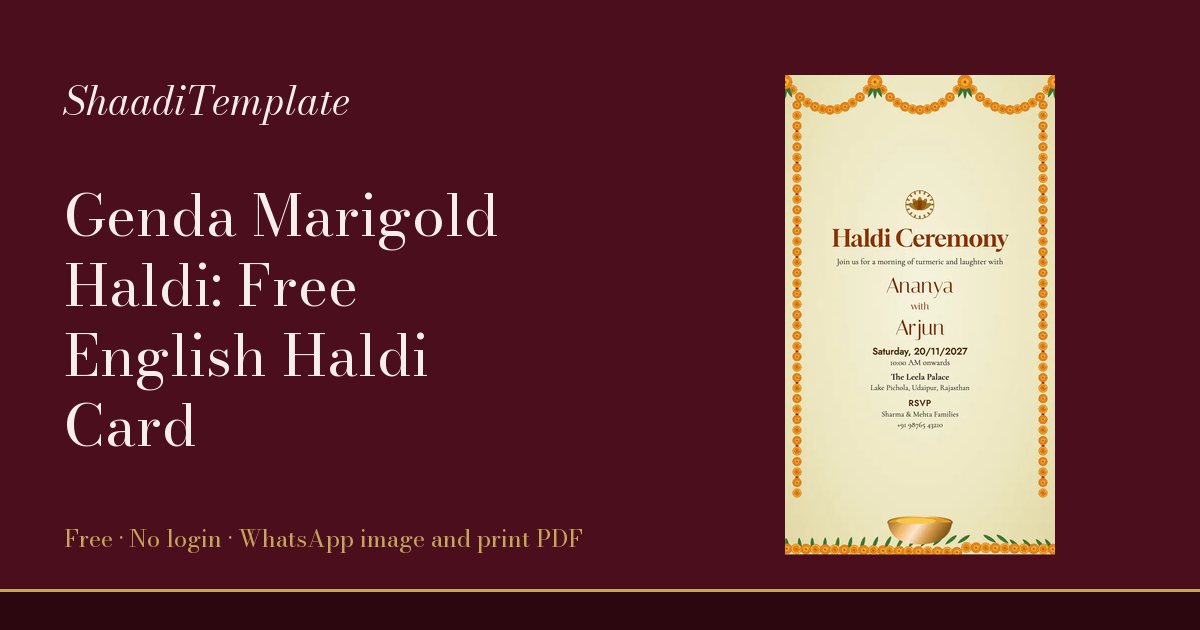 ShaadiTemplate
Genda Marigold
Haldi: Free
English Haldi
Card
Free · No login · WhatsApp image and print PDF
Haldi Ceremony
Join us for a morning of turmeric and laughter with
Ananya
with
Arjun
Saturday, 20/11/2027
10:00 AM onwards
The Leela Palace
Lake Pichola, Udaipur, Rajasthan
RSVP
Sharma & Mehta Families
+91 98765 43210